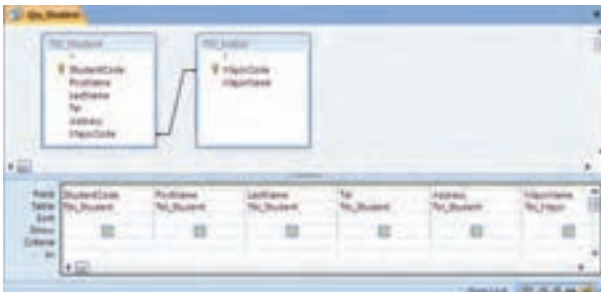 Qry_Student
Tbl_Student
*
StudentCode
FirstName
LastName
Tel
Address
MajorCode
Tbl_Major
*
MajorCode
MajorName
Field: StudentCode FirstName LastName Tel Address MajorName
Table: Tbl_Student Tbl_Student Tbl_Student Tbl_Student Tbl_Student Tbl_Major
Sort:
Show:
Criteria:
or: